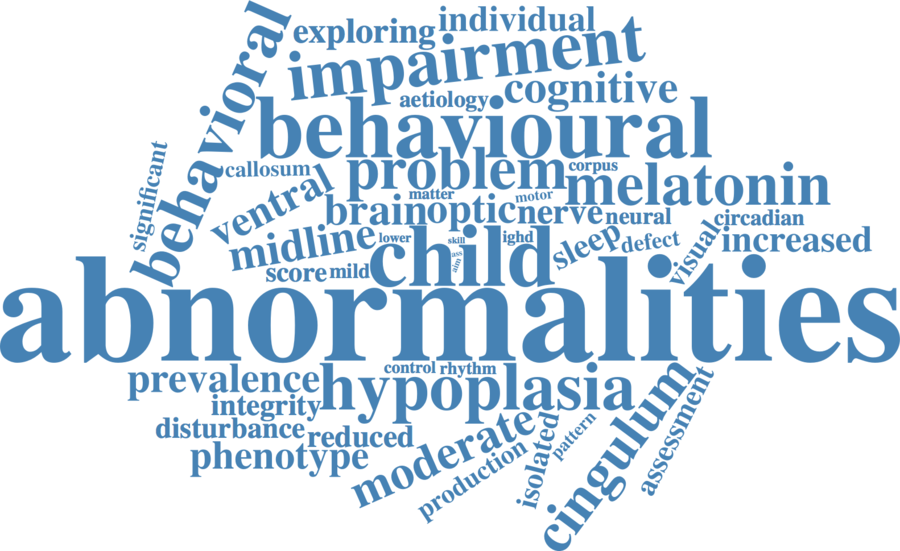 individual
exploring
behavioral
impairment
aetiology
cognitive
behavioural
significant
callosum
problem
corpus
melatonin
ventral
matter
motor
brain
optic
nerve
neural
circadian
midline
lower
child
skill
ass
aim
ighd
sleep
defect
visual
increased
score
mild
abnormalities
prevalence
control
rhythm
hypoplasia
integrity
disturbance
reduced
phenotype
moderate
production
isolated
pattern
cingulum
assessment